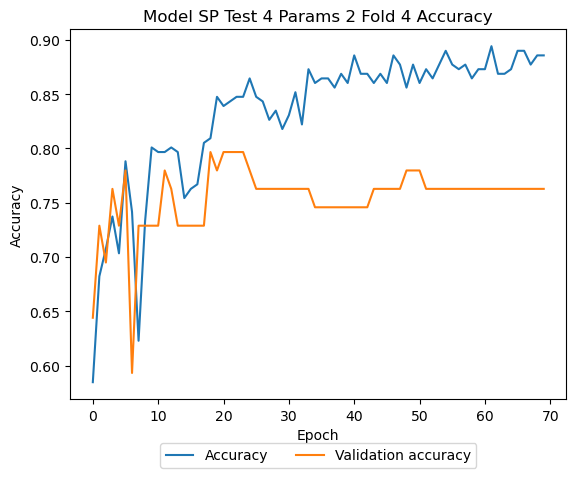 Model SP Test 4 Params 2 Fold 4 Accuracy
0.90
0.85
0.80
0.75
0.70
0.65
0.60
Accuracy
0 10 20 30 40 50 60 70
Epoch
Accuracy Validation accuracy